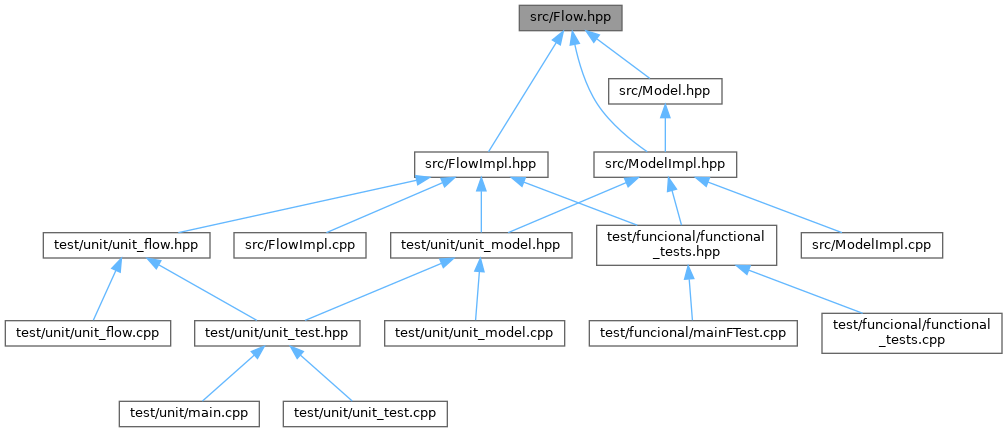 src/Flow.hpp
src/Model.hpp
src/FlowImpl.hpp
src/ModelImpl.hpp
test/unit/unit_flow.hpp
src/FlowImpl.cpp
test/unit/unit_model.hpp
test/funcional/functional
_tests.hpp
src/ModelImpl.cpp
test/unit/unit_flow.cpp
test/unit/unit_test.hpp
test/unit/unit_model.cpp
test/funcional/mainFTest.cpp
test/funcional/functional
_tests.cpp
test/unit/main.cpp
test/unit/unit_test.cpp